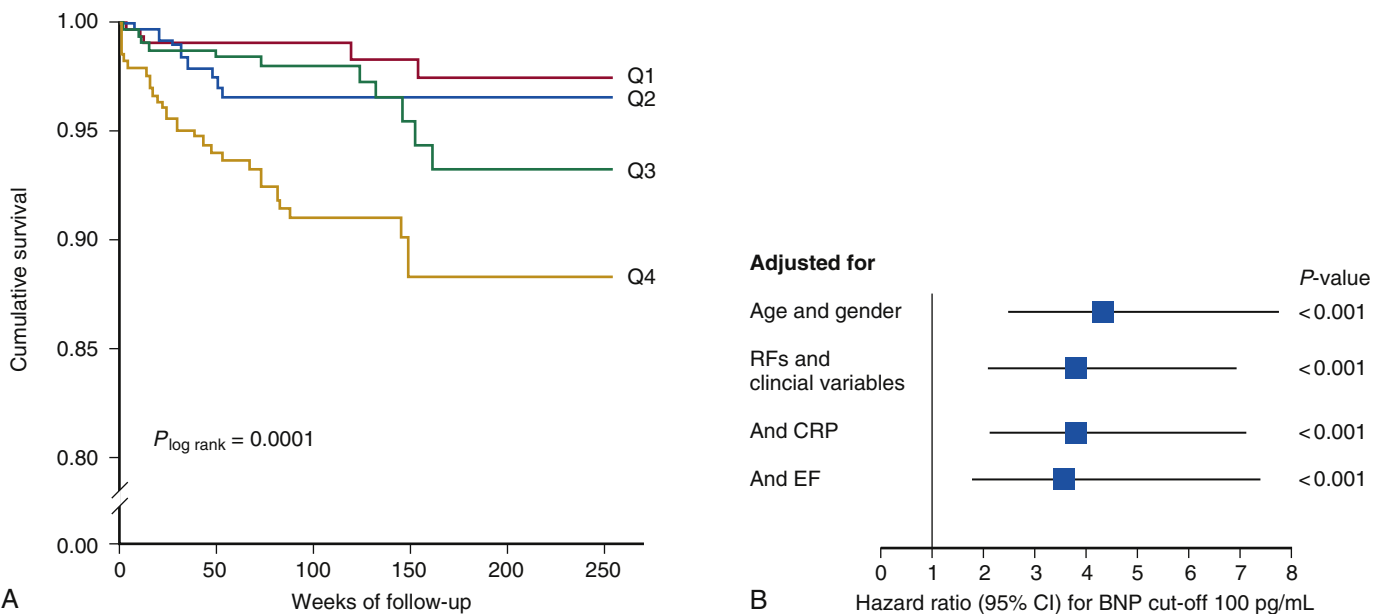 1.00
0.95
0.90
0.85
0.80
0.00
Cumulative survival
Q1
Q2
Q3
Q4
P log rank = 0.0001
0 50 100 150 200 250
Weeks of follow-up
A
Adjusted for
P-value
Age and gender <0.001
RFs and
clincial variables <0.001
And CRP <0.001
And EF <0.001
0 1 2 3 4 5 6 7 8
Hazard ratio (95% CI) for BNP cut-off 100 pg/mL
B